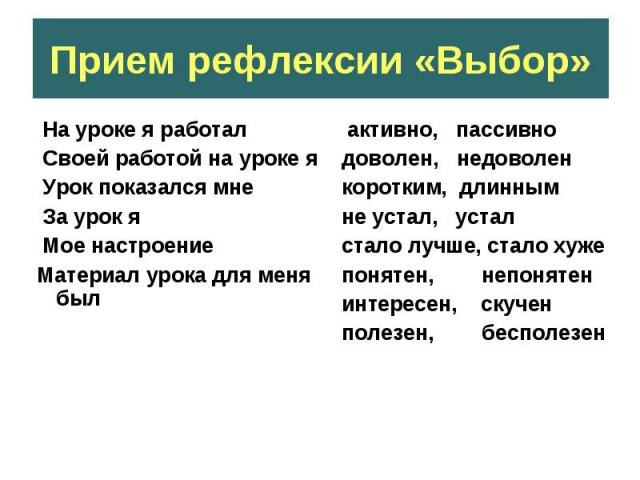 Прием рефлексии «Выбор»
На уроке я работал активно, пассивно
Своей работой на уроке я доволен, недоволен
Урок показался мне коротким, длинным
За урок я не устал, устал
Мое настроение стало лучше, стало хуже
Материал урока для меня понятен, непонятен
был интересен, скучен
полезен, бесполезен